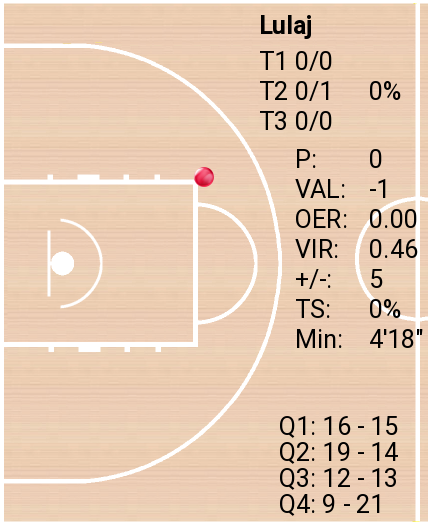 Lulaj
T1 0/0
T2 0/1 0%
T3 0/0
P: 0
VAL: -1
OER: 0.00
VIR: 0.46
+/-: 5
TS: 0%
Min: 4'18"
Q1: 16 - 15
Q2: 19 - 14
Q3: 12 - 13
Q4: 9 - 21